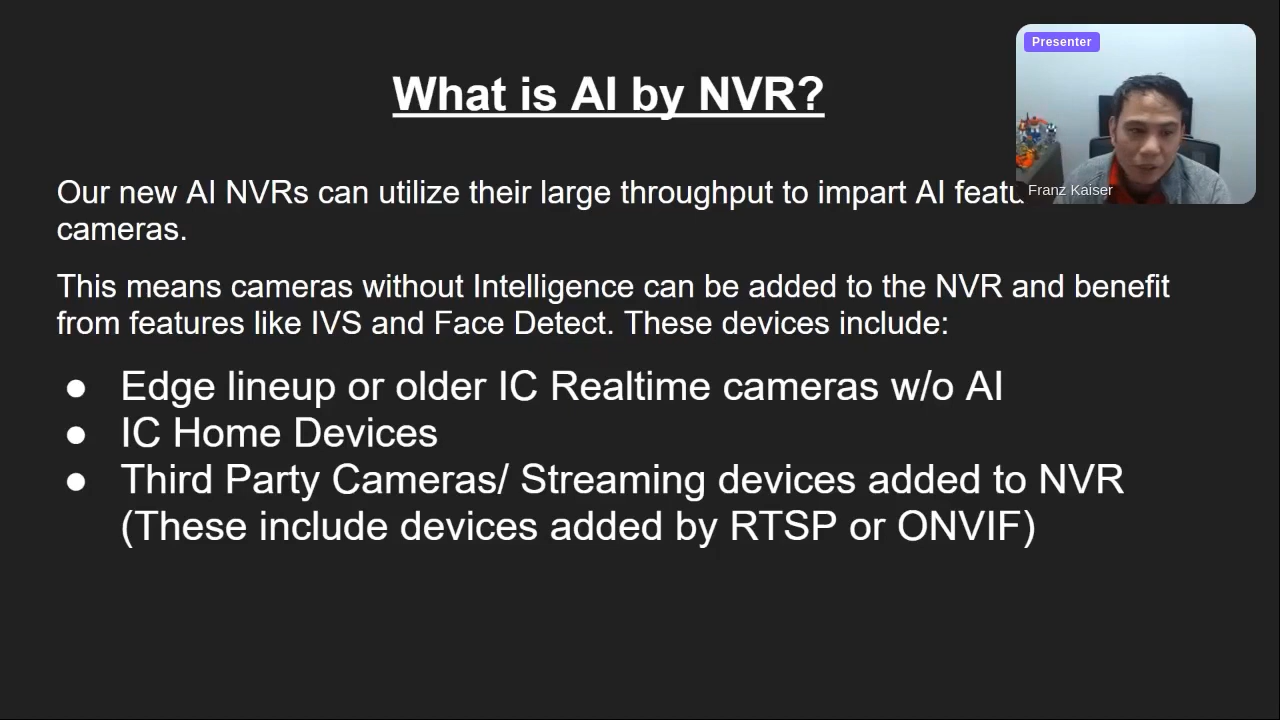 Presenter
What is AI by NVR?
Our new AI NVRs can utilize their large throughput to impart AI
Franz Kaiser
cameras.
This means cameras without Intelligence can be added to the NVR and benefit
from features like IVS and Face Detect. These devices include:
● Edge lineup or older IC Realtime cameras w/o AI
● IC Home Devices
● Third Party Cameras/ Streaming devices added to NVR
(These include devices added by RTSP or ONVIF)